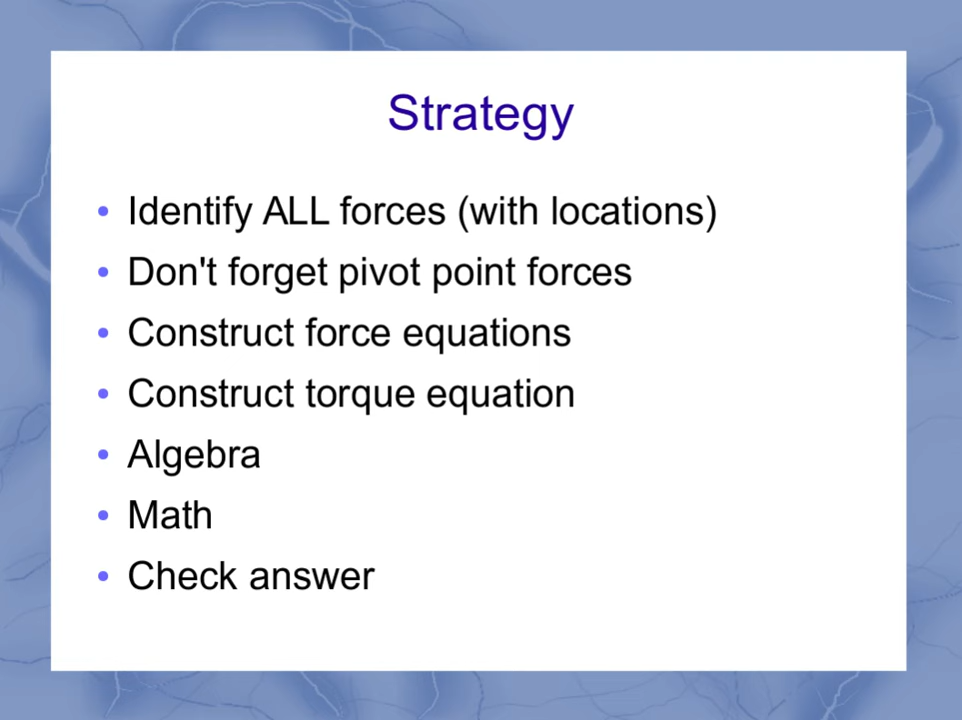 Strategy
• Identify ALL forces (with locations)
• Don't forget pivot point forces
• Construct force equations
• Construct torque equation
• Algebra
• Math
• Check answer